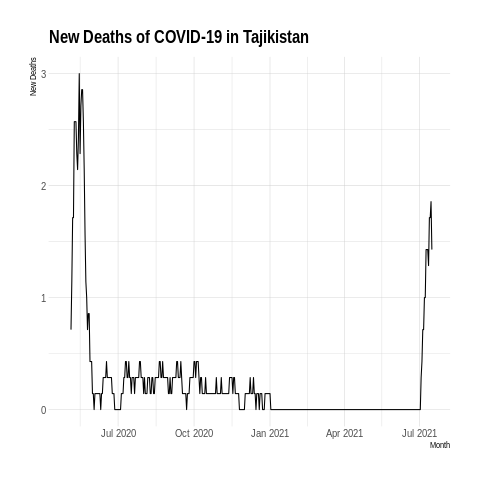 New Deaths of COVID-19 in Tajikistan
New Deaths
3
2
1
0
Jul 2020 Oct 2020 Jan 2021 Apr 2021 Jul 2021
Month